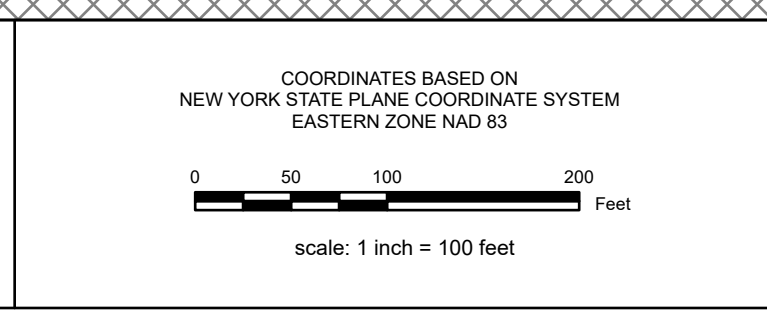 COORDINATES BASED ON
NEW YORK STATE PLANE COORDINATE SYSTEM
EASTERN ZONE NAD 83
0 50 100 200
Feet
scale: 1 inch = 100 feet